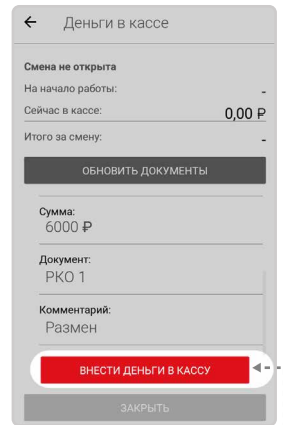 Деньги в кассе
Смена не открыта
На начало работы: -
Сейчас в кассе: 0,00 ₽
Итого за смену: -
ОБНОВИТЬ ДОКУМЕНТЫ
Сумма:
6000 ₽
Документ:
РКО 1
Комментарий:
Размен
ВНЕСТИ ДЕНЬГИ В КАССУ
ЗАКРЫТЬ